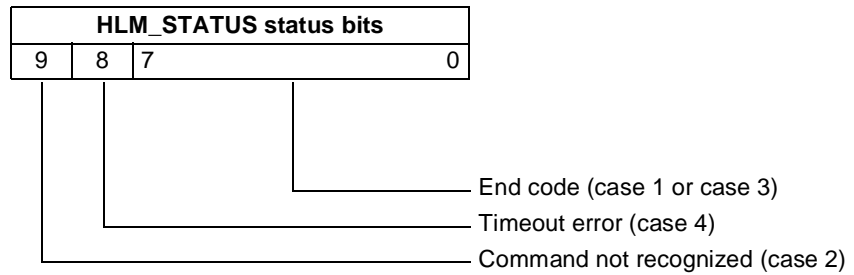 HLM_STATUS status bits
9 8 7 0
End code (case 1 or case 3)
Timeout error (case 4)
Command not recognized (case 2)